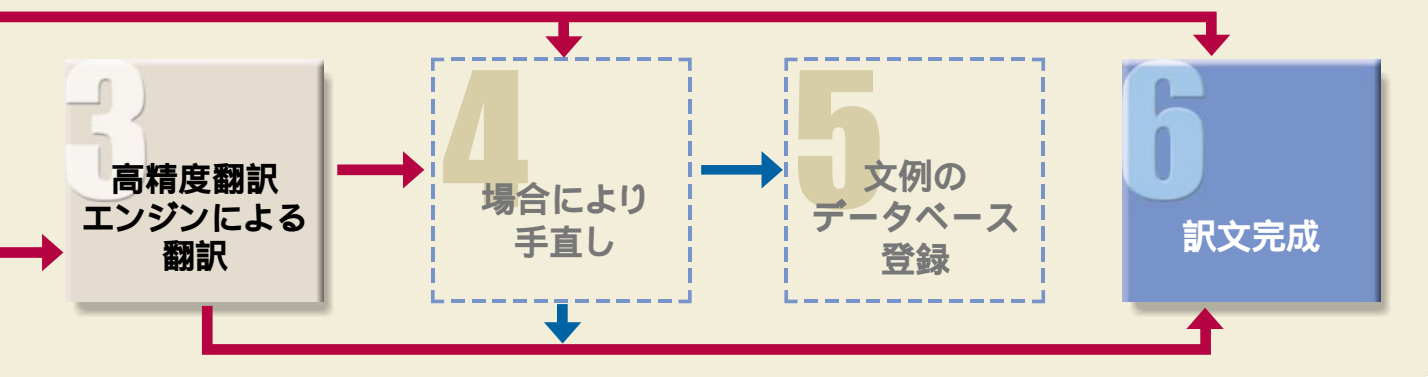 3
高精度翻訳
エンジンによる
翻訳
4
場合により
手直し
5
文例の
データベース
登録
6
訳文完成